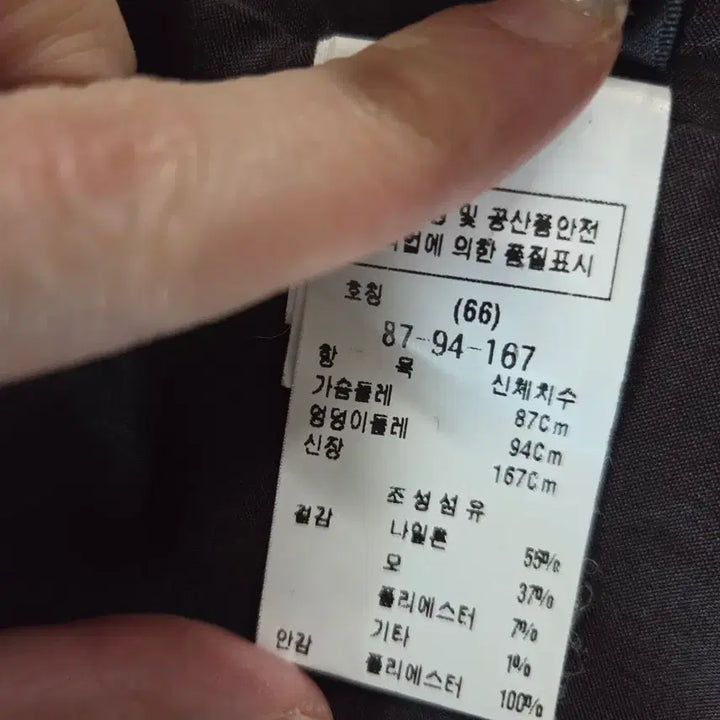 및 공산품안전
법에 의한 품질표시
호칭 (66)
87-94-167
항 목 신체치수
가슴둘레 87Cm
엉덩이둘레 94Cm
신장 167Cm
조성섬유
겉감 나일론 55%
모 37%
폴리에스터 7%
기타 1%
안감 폴리에스터 100%